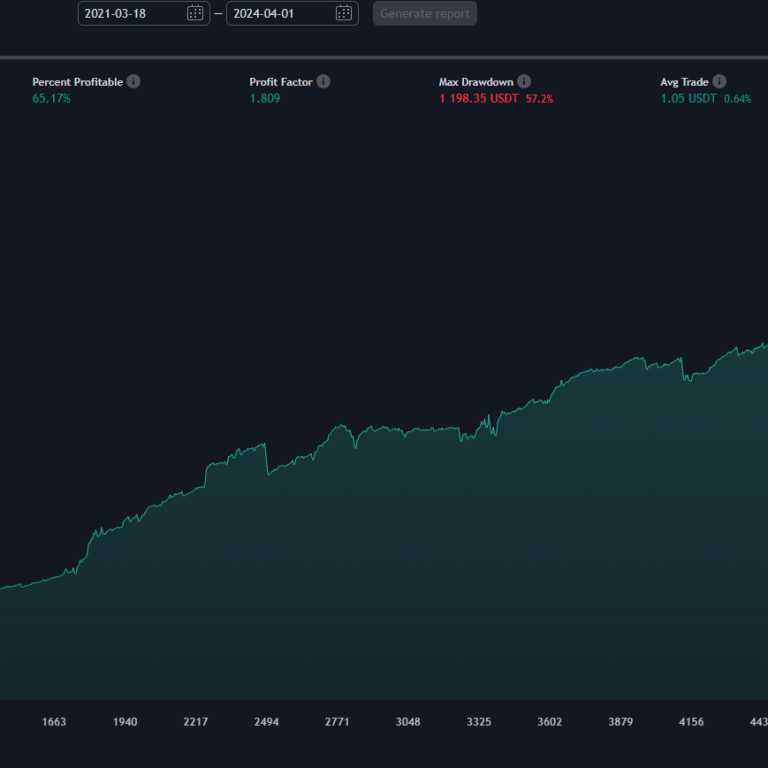 2021-03-18 — 2024-04-01 Generate report
Percent Profitable Profit Factor Max Drawdown Avg Trade
65.17% 1.809 1 198.35 USDT 57.2% 1.05 USDT 0.64%
1663 1940 2217 2494 2771 3048 3325 3602 3879 4156 443